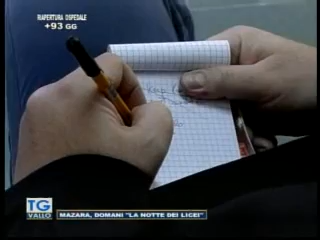 RIAPERTURA OSPEDALE
+93 GG
TG
VALLO
MAZARA, DOMANI "LA NOTTE DEI LICEI"